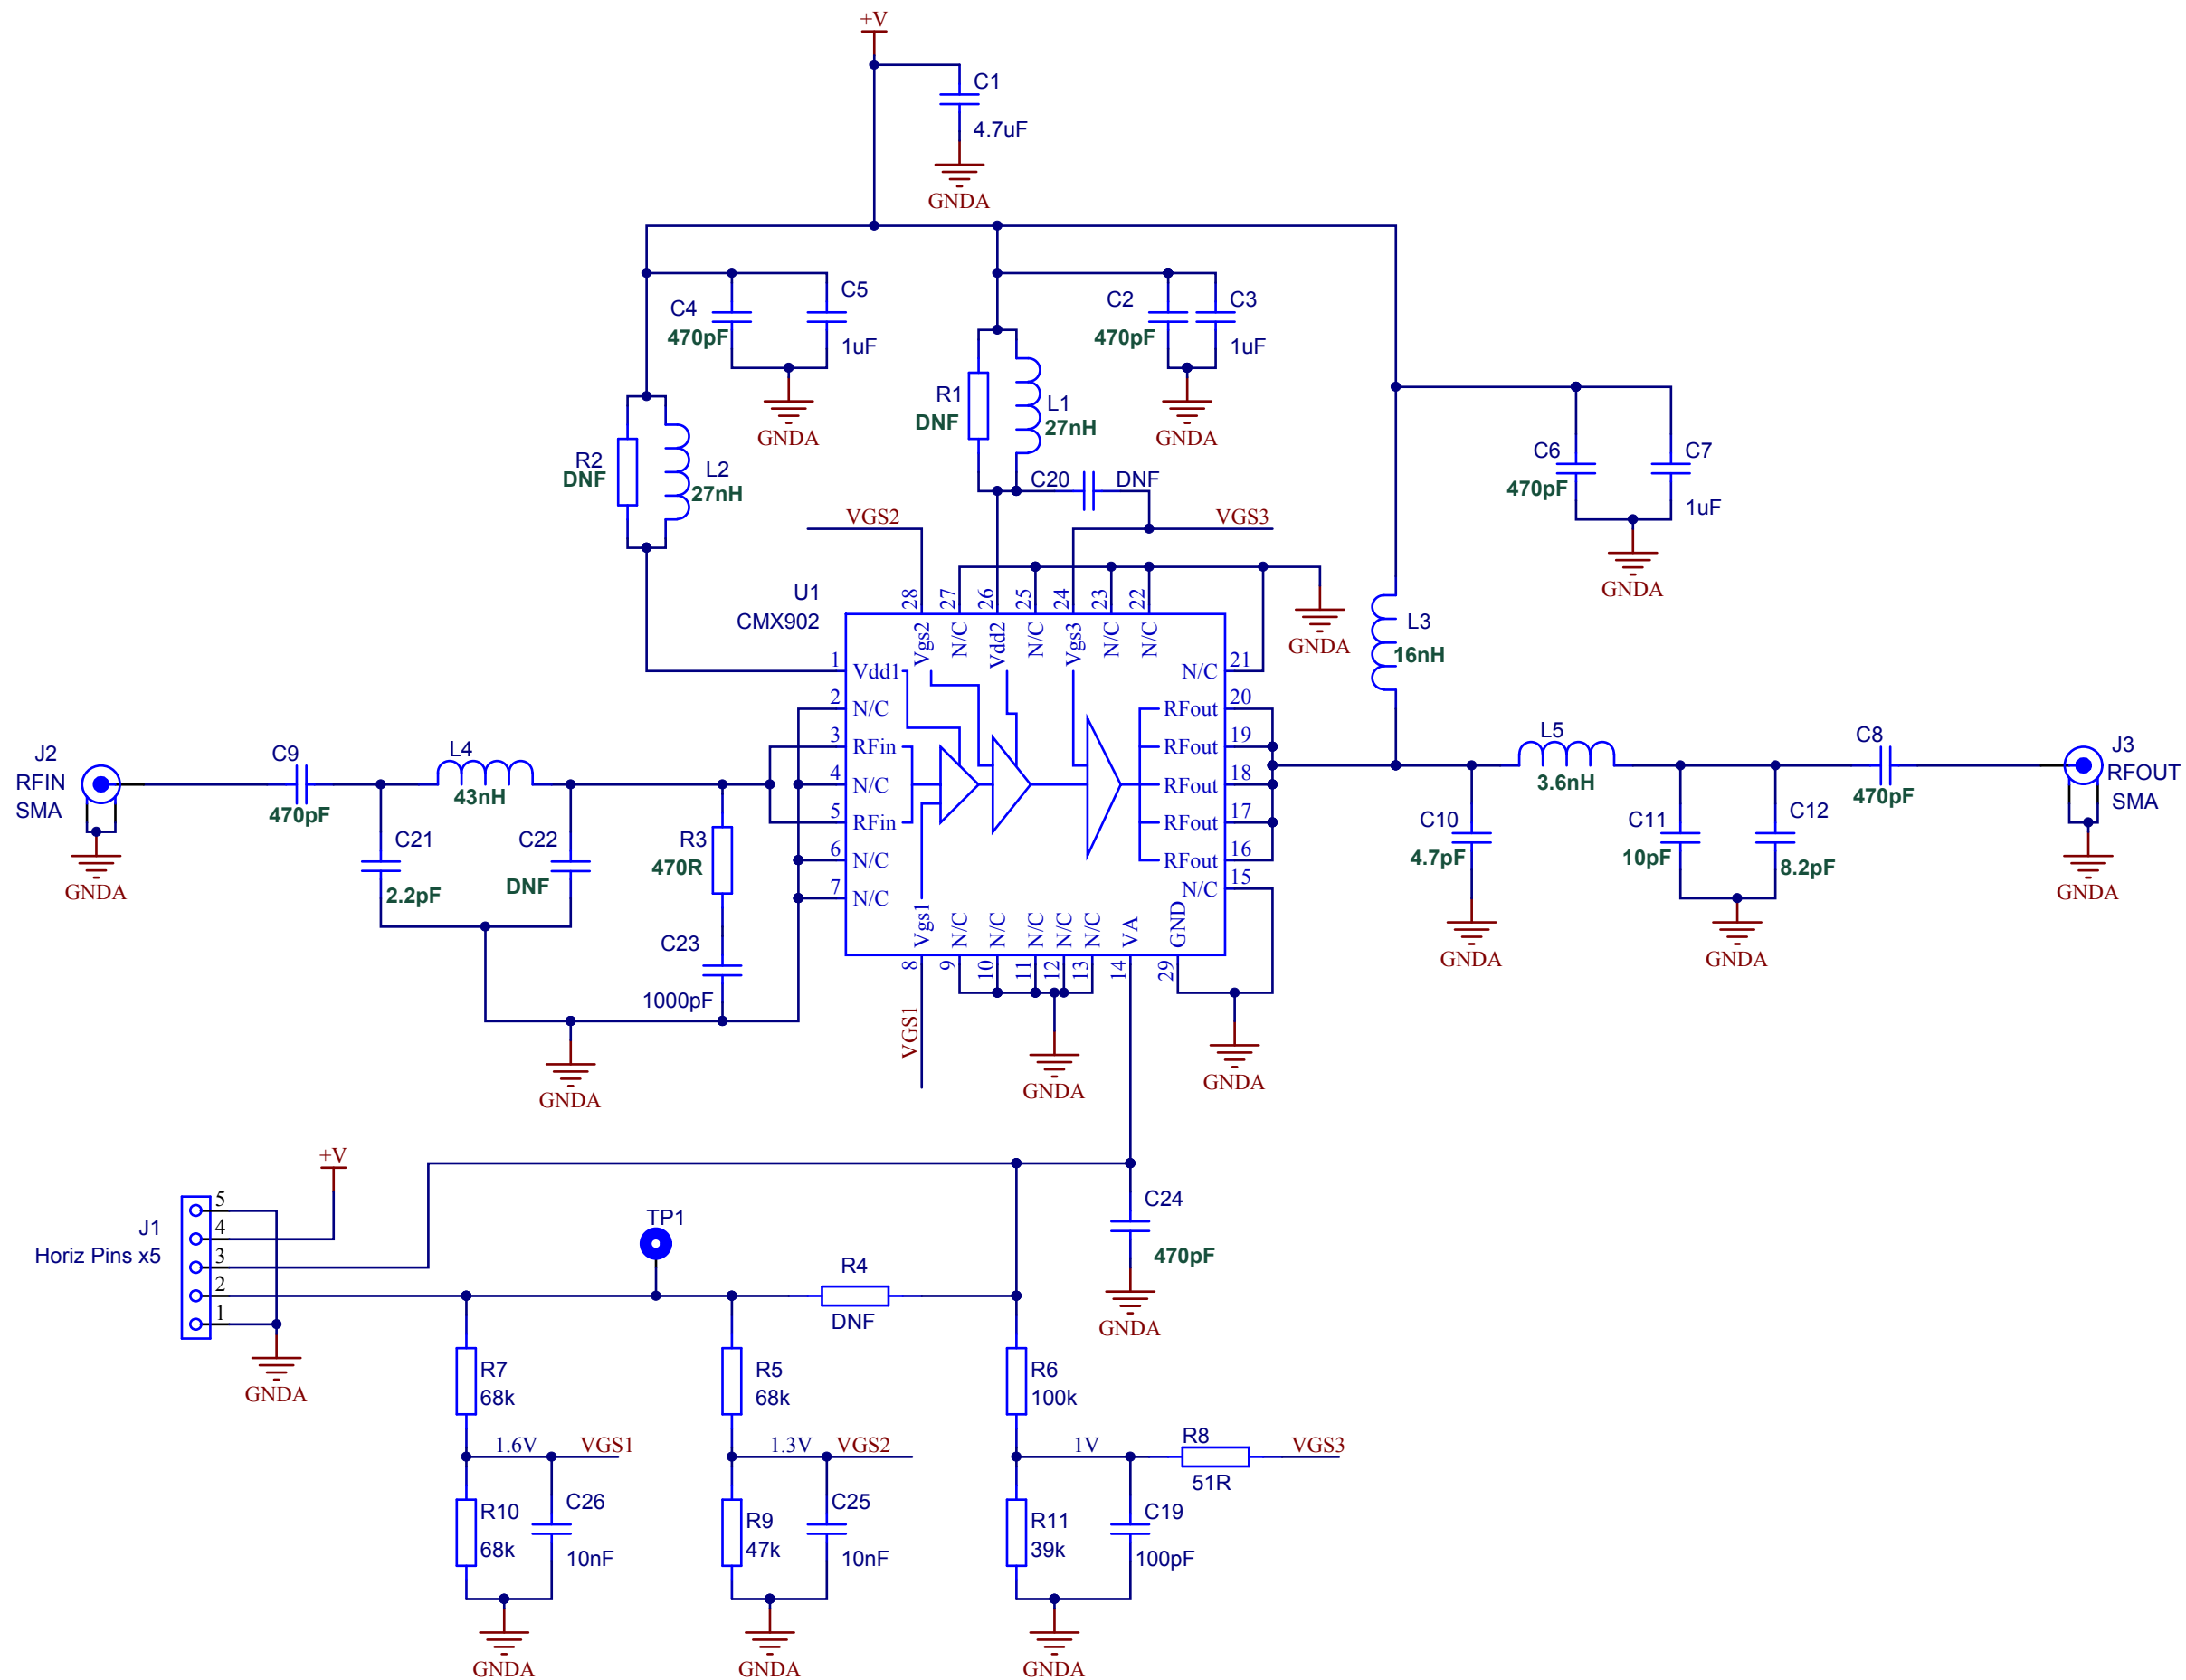 +V
C1
4.7uF
GNDA
C4
470pF
C5
1uF
GNDA
C2
470pF
C3
1uF
GNDA
R1
DNF
L1
27nH
R2
DNF
L2
27nH
C20
DNF
C6
470pF
C7
1uF
GNDA
VGS2
VGS3
U1
CMX902
28
27
26
25
24
23
22
GNDA
Vgs2
N/C
Vdd2
N/C
Vgs3
N/C
N/C
L3
16nH
1
Vdd1
2
N/C
3
RFin
4
N/C
5
RFin
6
N/C
7
N/C
21
N/C
20
RFout
19
RFout
18
RFout
17
RFout
16
RFout
15
N/C
Vgs1
N/C
N/C
N/C
N/C
N/C
VA
GND
8
9
10
11
12
13
14
29
VGS1
GNDA
GNDA
J2
RFIN
SMA
GNDA
C9
470pF
L4
43nH
C21
2.2pF
C22
DNF
R3
470R
C23
1000pF
GNDA
L5
3.6nH
C8
470pF
J3
RFOUT
SMA
GNDA
C10
4.7pF
GNDA
C11
10pF
C12
8.2pF
GNDA
+V
J1
Horiz Pins x5
5
4
3
2
1
GNDA
TP1
R4
DNF
C24
470pF
GNDA
R7
68k
R5
68k
R6
100k
1.6V
VGS1
1.3V
VGS2
1V
R8
51R
VGS3
R10
68k
C26
10nF
GNDA
R9
47k
C25
10nF
GNDA
R11
39k
C19
100pF
GNDA